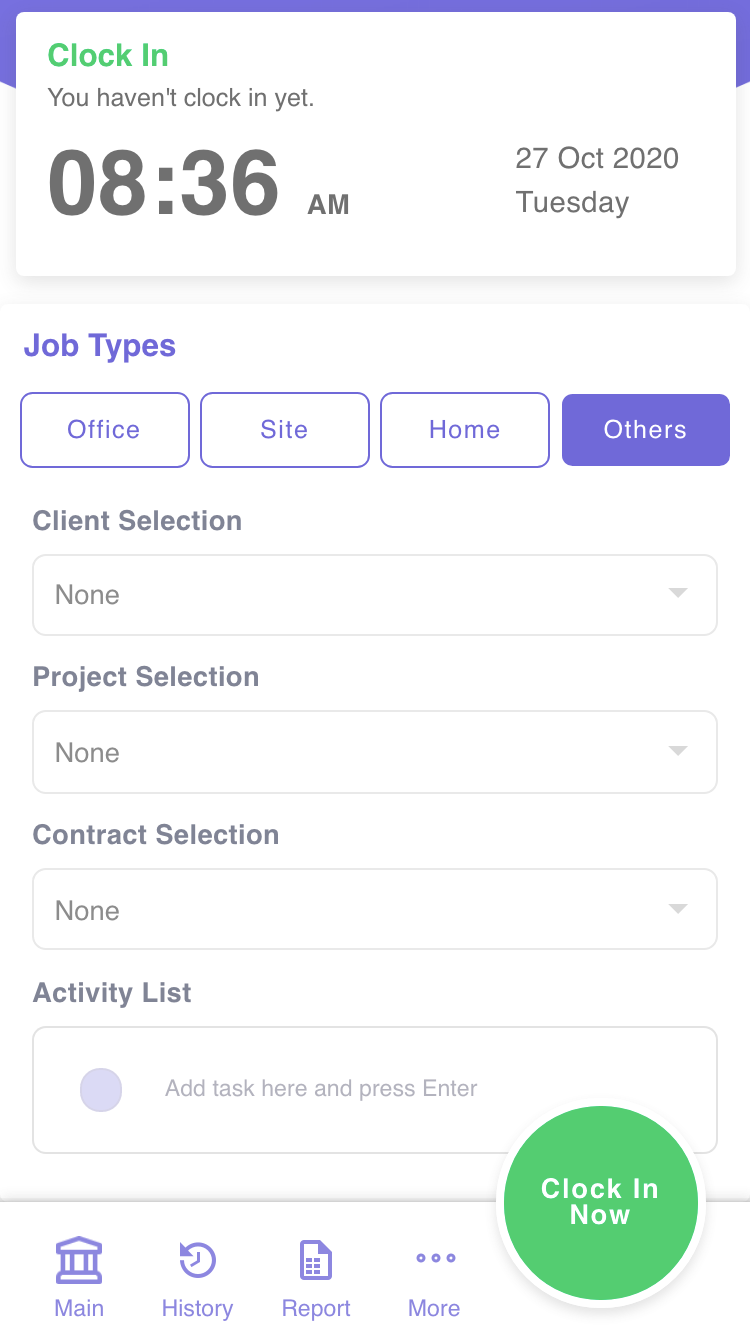 Clock In
You haven't clock in yet.
08:36 AM
27 Oct 2020
Tuesday
Job Types
Office
Site
Home
Others
Client Selection
None
Project Selection
None
Contract Selection
None
Activity List
Add task here and press Enter
Clock In
Now
Main
History
Report
More